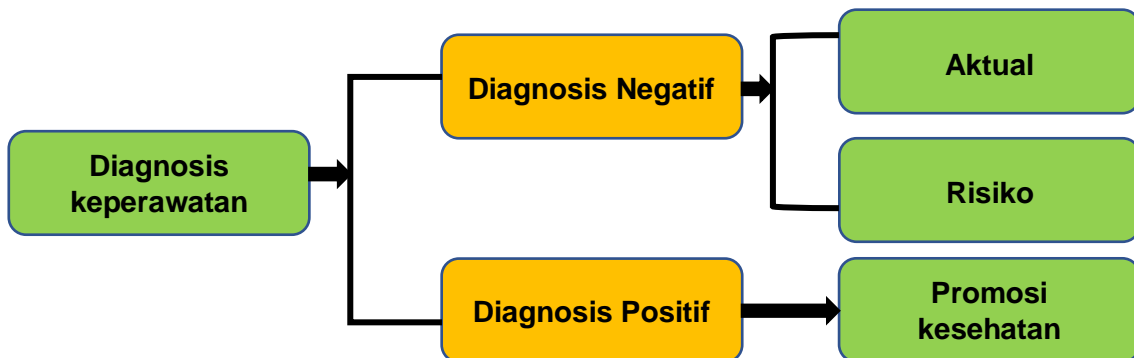 Diagnosis
keperawatan
Diagnosis Negatif
Diagnosis Positif
Aktual
Risiko
Promosi
kesehatan